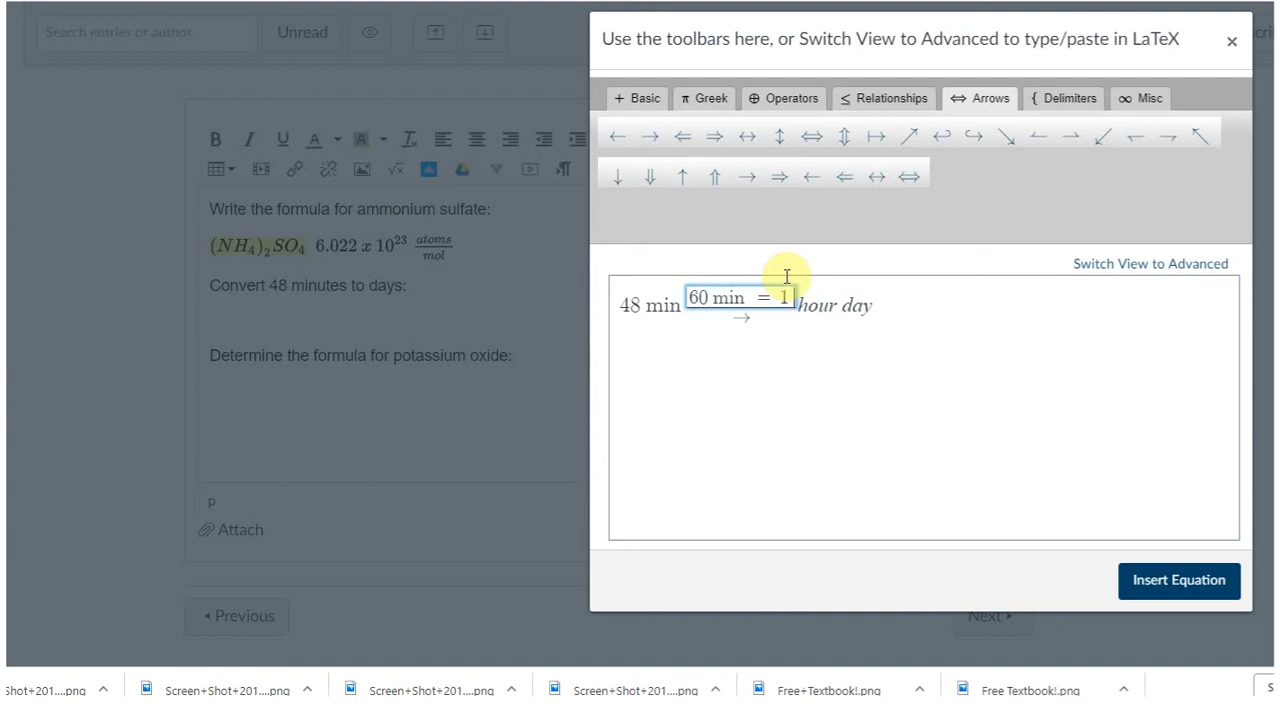 Search entries or author
Unread
Use the toolbars here, or Switch View to Advanced to type/paste in LaTeX
×
+ Basic
π Greek
⊕ Operators
≤ Relationships
⇔ Arrows
{ Delimiters
∞ Misc
Switch View to Advanced
48 min 60 min = 1 → hour day
Write the formula for ammonium sulfate:
(NH₄)₂SO₄ 6.022 x 10²³ atoms/mol
Convert 48 minutes to days:
Determine the formula for potassium oxide:
p
Attach
Insert Equation
Previous
Next
Shot+201....png
Screen+Shot+201....png
Screen+Shot+201....png
Screen+Shot+201....png
Free+Textbook!.png
Free Textbook!.png